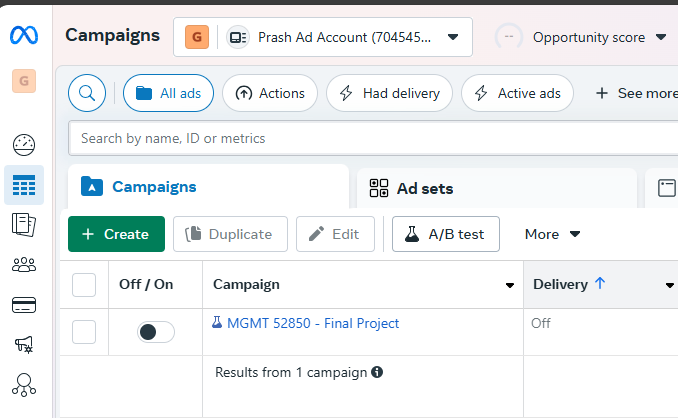 Campaigns G Prash Ad Account (704545... -- Opportunity score
G
All ads Actions Had delivery Active ads + See more
Search by name, ID or metrics
Campaigns Ad sets
+ Create Duplicate Edit A/B test More
Off / On Campaign Delivery ↑
MGMT 52850 - Final Project Off
Results from 1 campaign